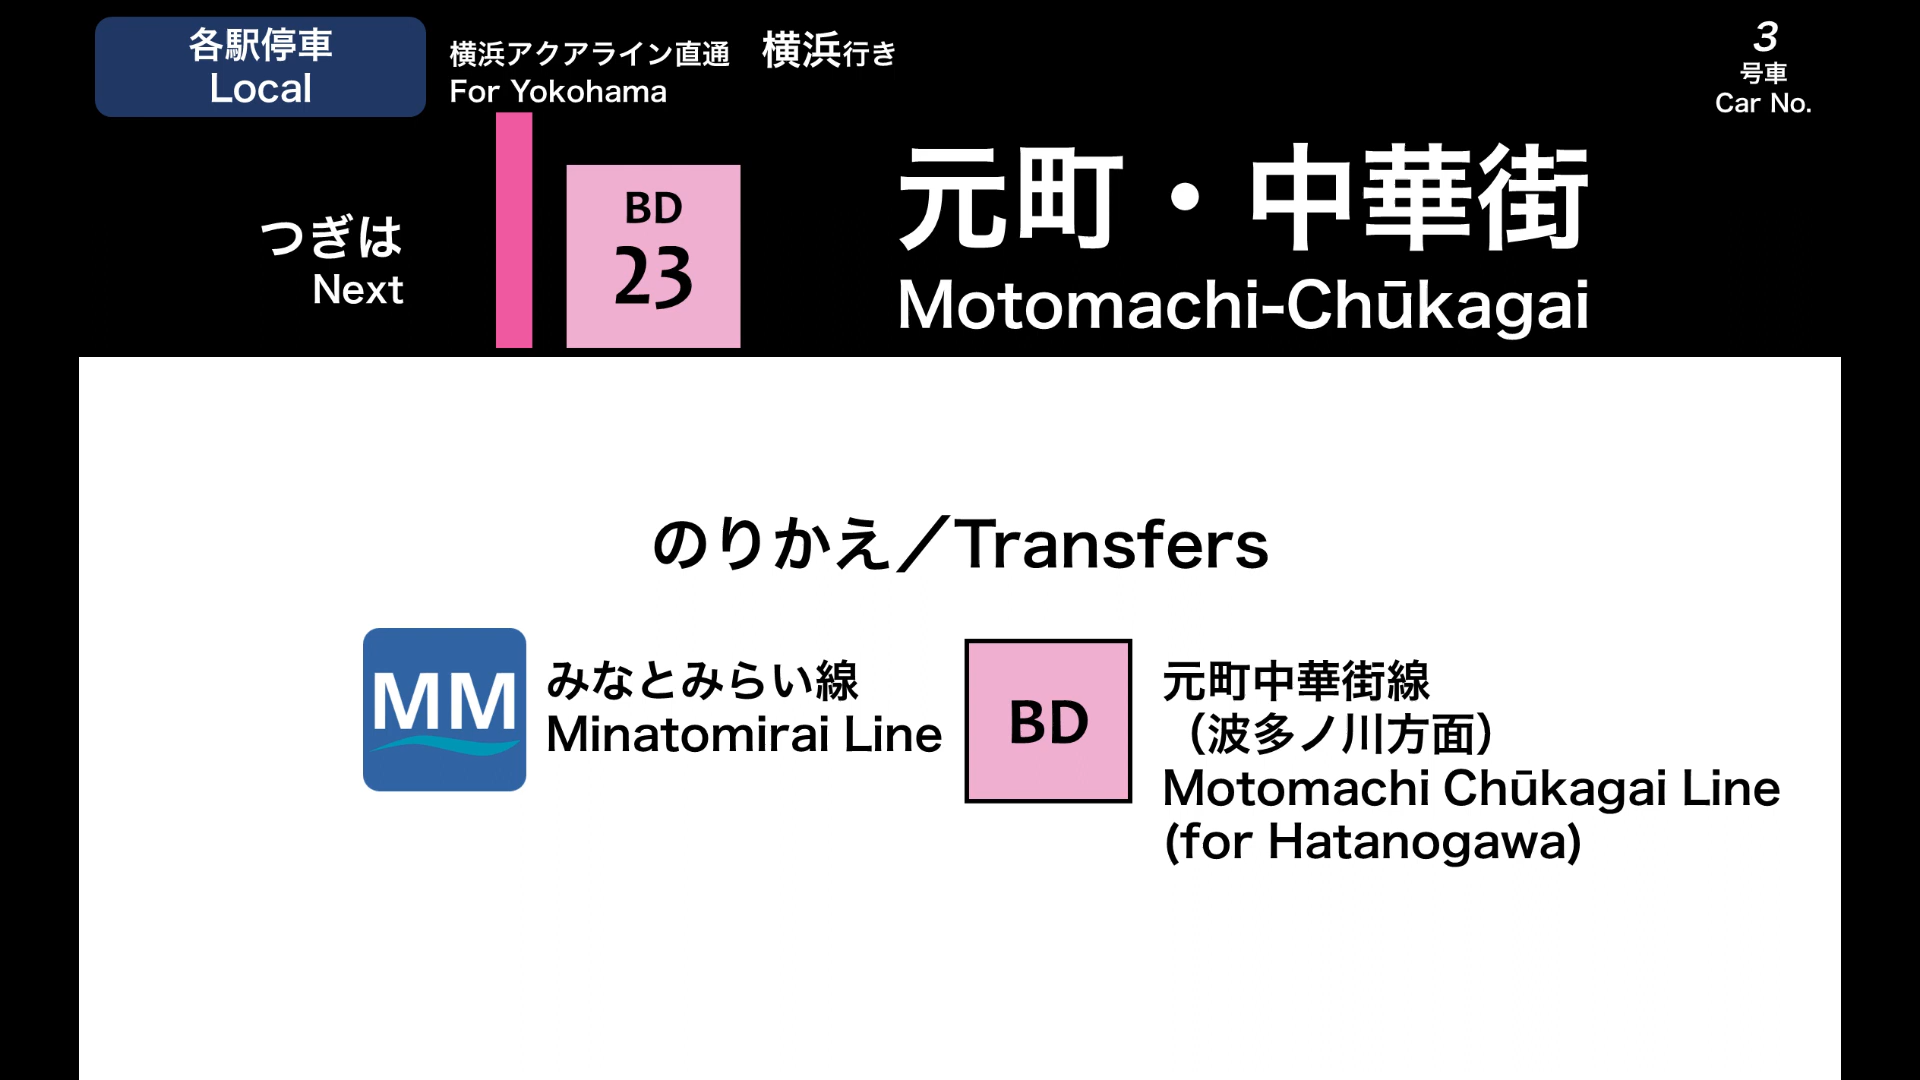 各駅停車
Local
横浜アクアライン直通 横浜行き
For Yokohama
3
号車
Car No.
つぎは
Next
BD
23
元町・中華街
Motomachi-Chūkagai
のりかえ／Transfers
MM
みなとみらい線
Minatomirai Line
BD
元町中華街線
（波多ノ川方面）
Motomachi Chūkagai Line
(for Hatanogawa)